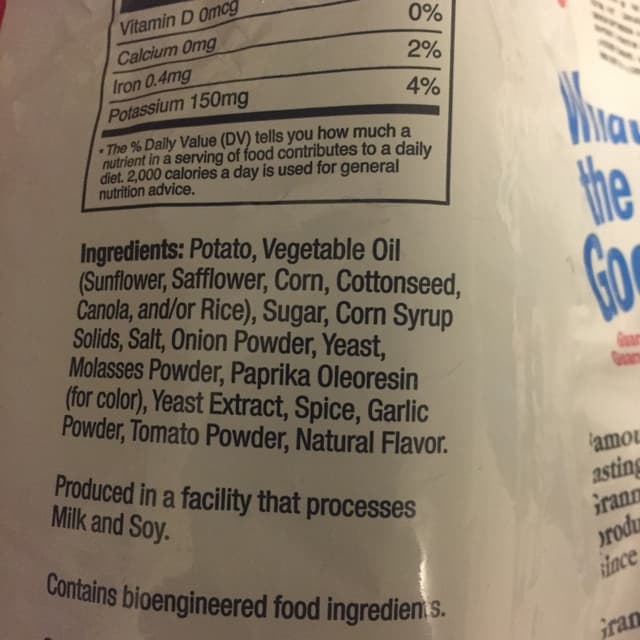 Vitamin D 0mcg 0%
Calcium 0mg 2%
Iron 0.4mg 4%
Potassium 150mg
* The % Daily Value (DV) tells you how much a
nutrient in a serving of food contributes to a daily
diet. 2,000 calories a day is used for general
nutrition advice.
Ingredients: Potato, Vegetable Oil
(Sunflower, Safflower, Corn, Cottonseed,
Canola, and/or Rice), Sugar, Corn Syrup
Solids, Salt, Onion Powder, Yeast,
Molasses Powder, Paprika Oleoresin
(for color), Yeast Extract, Spice, Garlic
Powder, Tomato Powder, Natural Flavor.
Produced in a facility that processes
Milk and Soy.
Contains bioengineered food ingredients.
the